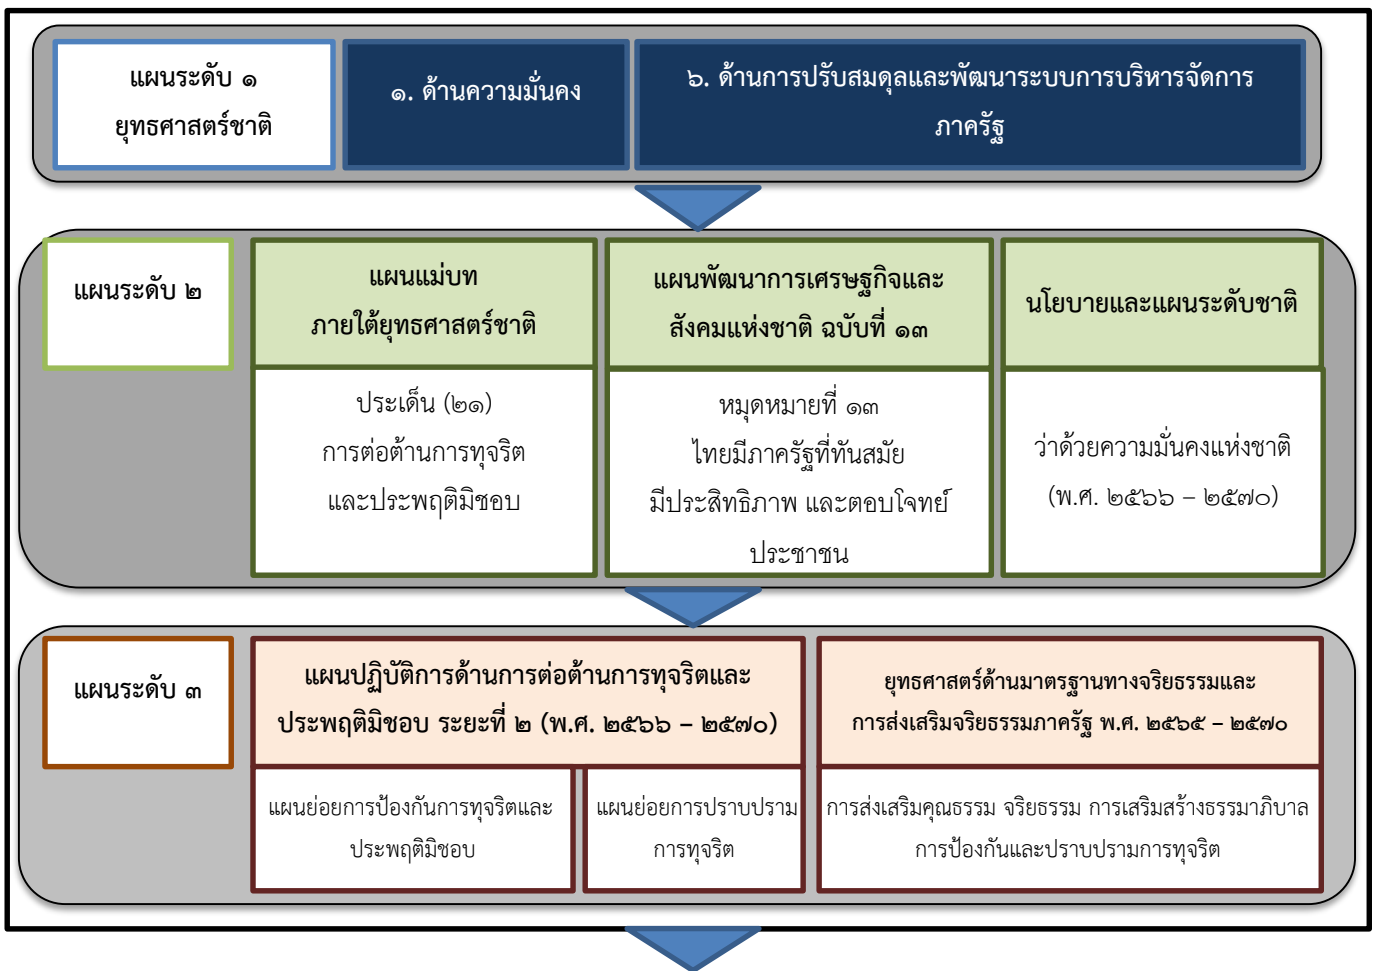 แผนระดับ ๑
ยุทธศาสตร์ชาติ
๑. ด้านความมั่นคง
๖. ด้านการปรับสมดุลและพัฒนาระบบการบริหารจัดการ
ภาครัฐ
แผนระดับ ๒
แผนแม่บท
ภายใต้ยุทธศาสตร์ชาติ
แผนพัฒนาการเศรษฐกิจและ
สังคมแห่งชาติ ฉบับที่ ๑๓
นโยบายและแผนระดับชาติ
ประเด็น (๒๑)
การต่อต้านการทุจริต
และประพฤติมิชอบ
หมุดหมายที่ ๑๓
ไทยมีภาครัฐที่ทันสมัย
มีประสิทธิภาพ และตอบโจทย์
ประชาชน
ว่าด้วยความมั่นคงแห่งชาติ
(พ.ศ. ๒๕๖๖ – ๒๕๗๐)
แผนระดับ ๓
แผนปฏิบัติการด้านการต่อต้านการทุจริตและ
ประพฤติมิชอบ ระยะที่ ๒ (พ.ศ. ๒๕๖๖ – ๒๕๗๐)
ยุทธศาสตร์ด้านมาตรฐานทางจริยธรรมและ
การส่งเสริมจริยธรรมภาครัฐ พ.ศ. ๒๕๖๕ – ๒๕๗๐
แผนย่อยการป้องกันการทุจริตและ
ประพฤติมิชอบ
แผนย่อยการปราบปราม
การทุจริต
การส่งเสริมคุณธรรม จริยธรรม การเสริมสร้างธรรมาภิบาล
การป้องกันและปราบปรามการทุจริต